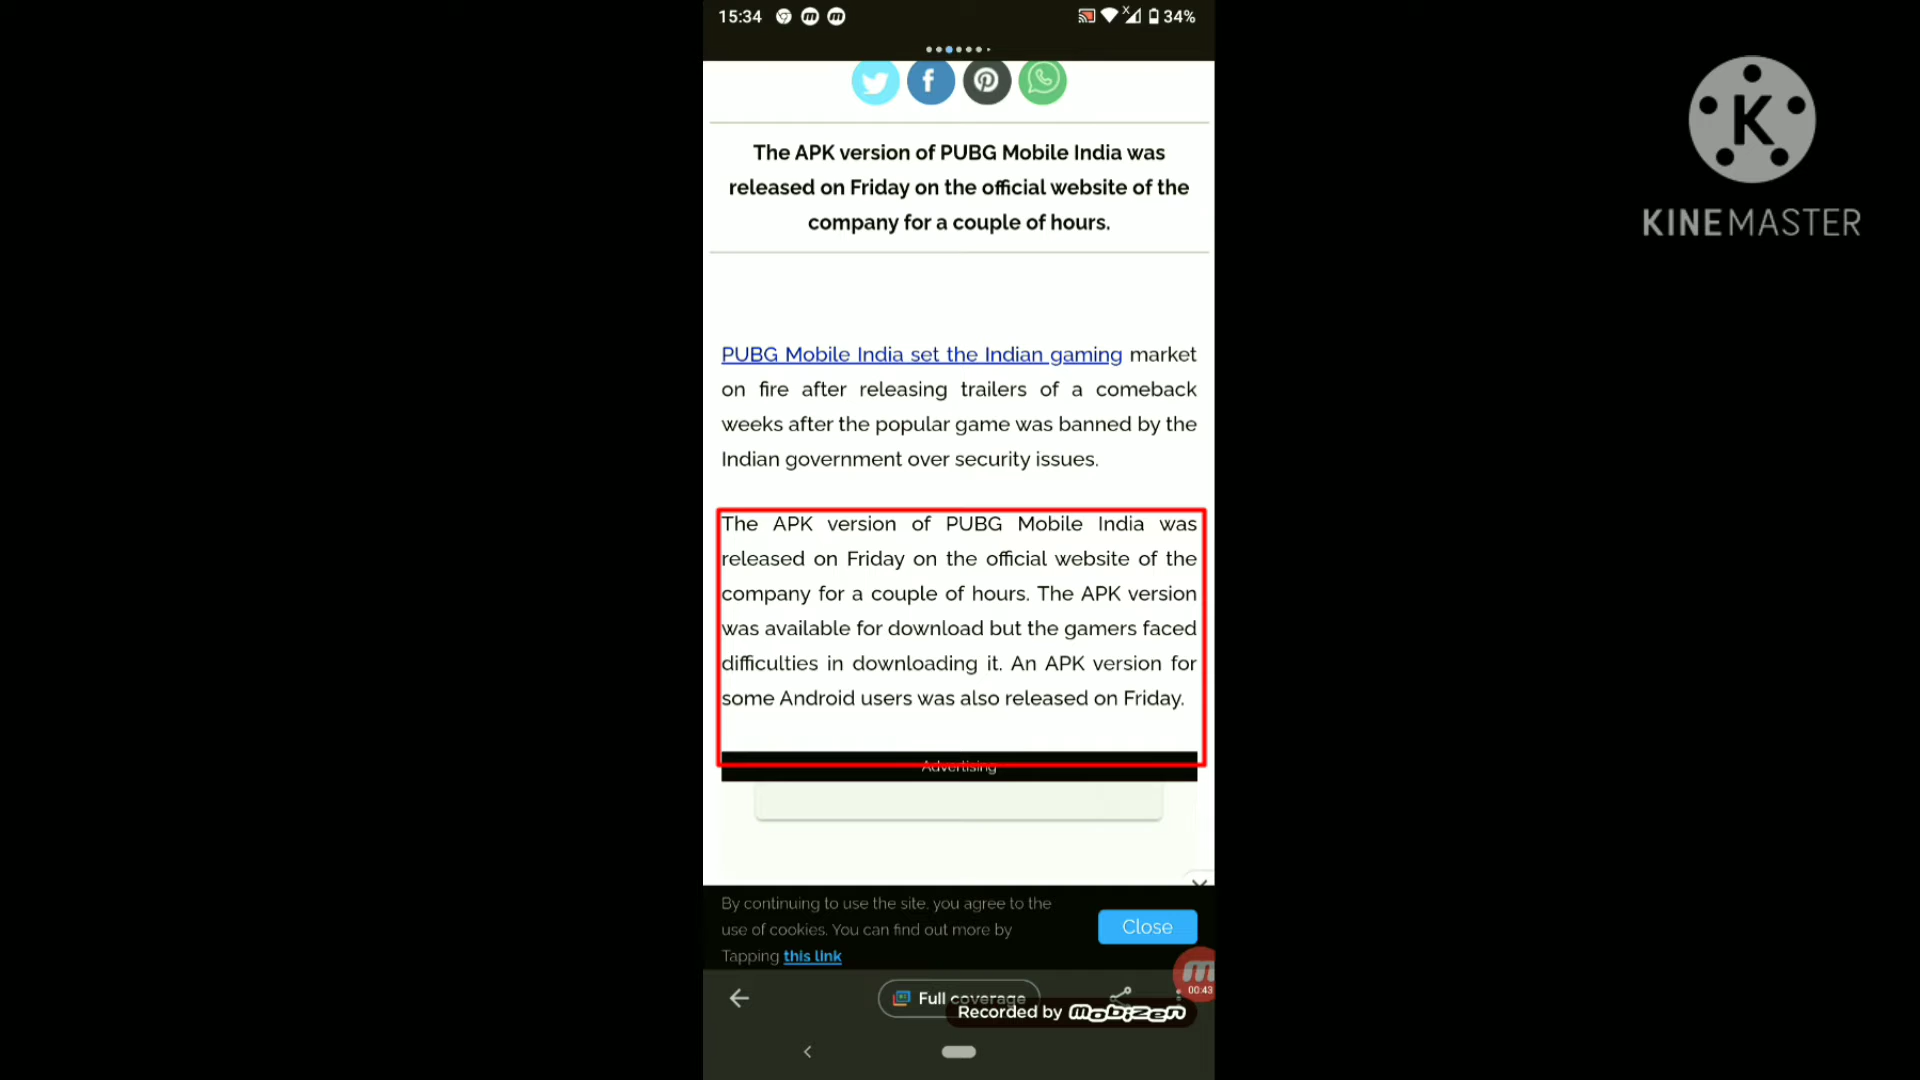 15:34
34%
KINEMASTER
The APK version of PUBG Mobile India was
released on Friday on the official website of the
company for a couple of hours.
PUBG Mobile India set the Indian gaming market
on fire after releasing trailers of a comeback
weeks after the popular game was banned by the
Indian government over security issues.
The APK version of PUBG Mobile India was
released on Friday on the official website of the
company for a couple of hours. The APK version
was available for download but the gamers faced
difficulties in downloading it. An APK version for
some Android users was also released on Friday.
Advertising
By continuing to use the site, you agree to the
use of cookies. You can find out more by
Tapping this link
Close
00:43
Full coverage
Recorded by mobizen